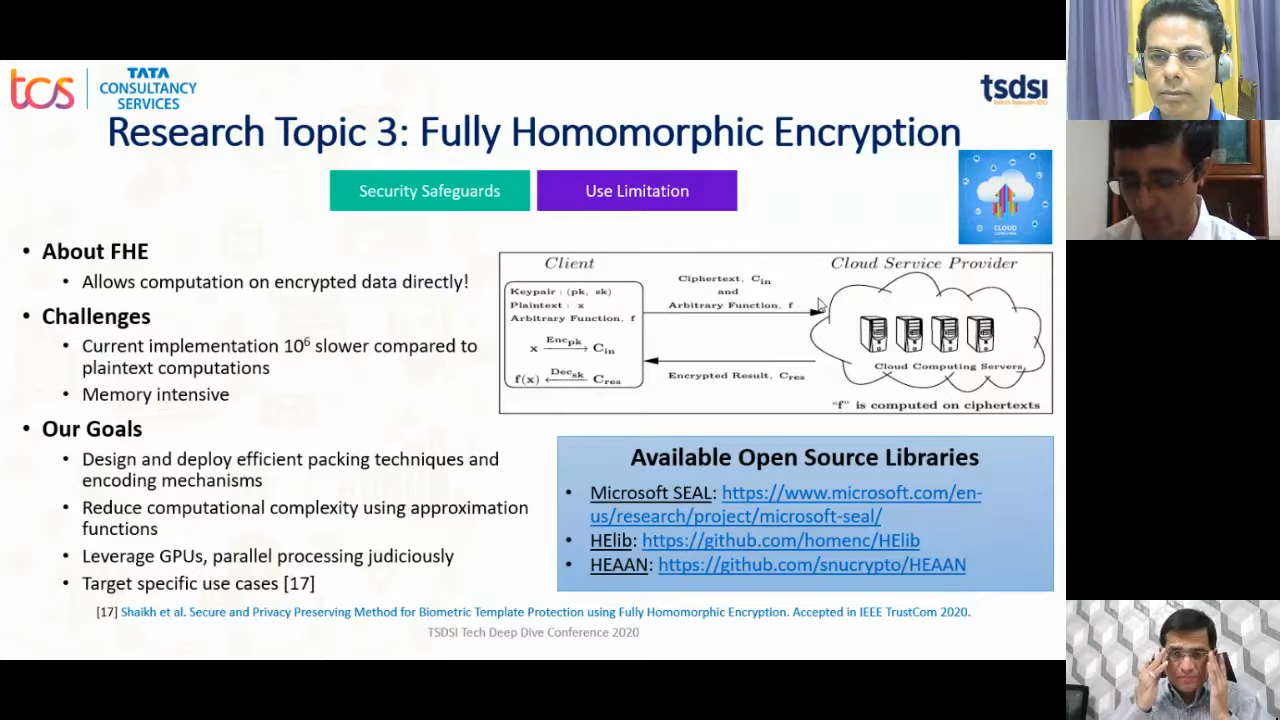 tcs
TATA
CONSULTANCY
SERVICES
tsdsi
Research Topic 3: Fully Homomorphic Encryption
Security Safeguards
Use Limitation
CLOUD
COMPUTING
• About FHE
• Allows computation on encrypted data directly!
• Challenges
• Current implementation 10⁶ slower compared to
plaintext computations
• Memory intensive
• Our Goals
• Design and deploy efficient packing techniques and
encoding mechanisms
• Reduce computational complexity using approximation
functions
• Leverage GPUs, parallel processing judiciously
• Target specific use cases [17]
Client
Keypair : (pk, sk)
Plaintext : x
Arbitrary Function, f
x Enc_pk C_in
f(x) Dec_sk C_res
Ciphertext, C_in
and
Arbitrary Function, f
Encrypted Result, C_res
Cloud Service Provider
Cloud Computing Servers
“f” is computed on ciphertexts
Available Open Source Libraries
• Microsoft SEAL: https://www.microsoft.com/en-
us/research/project/microsoft-seal/
• HElib: https://github.com/homenc/HElib
• HEAAN: https://github.com/snucrypto/HEAAN
[17] Shaikh et al. Secure and Privacy Preserving Method for Biometric Template Protection using Fully Homomorphic Encryption. Accepted in IEEE TrustCom 2020.
TSDSI Tech Deep Dive Conference 2020